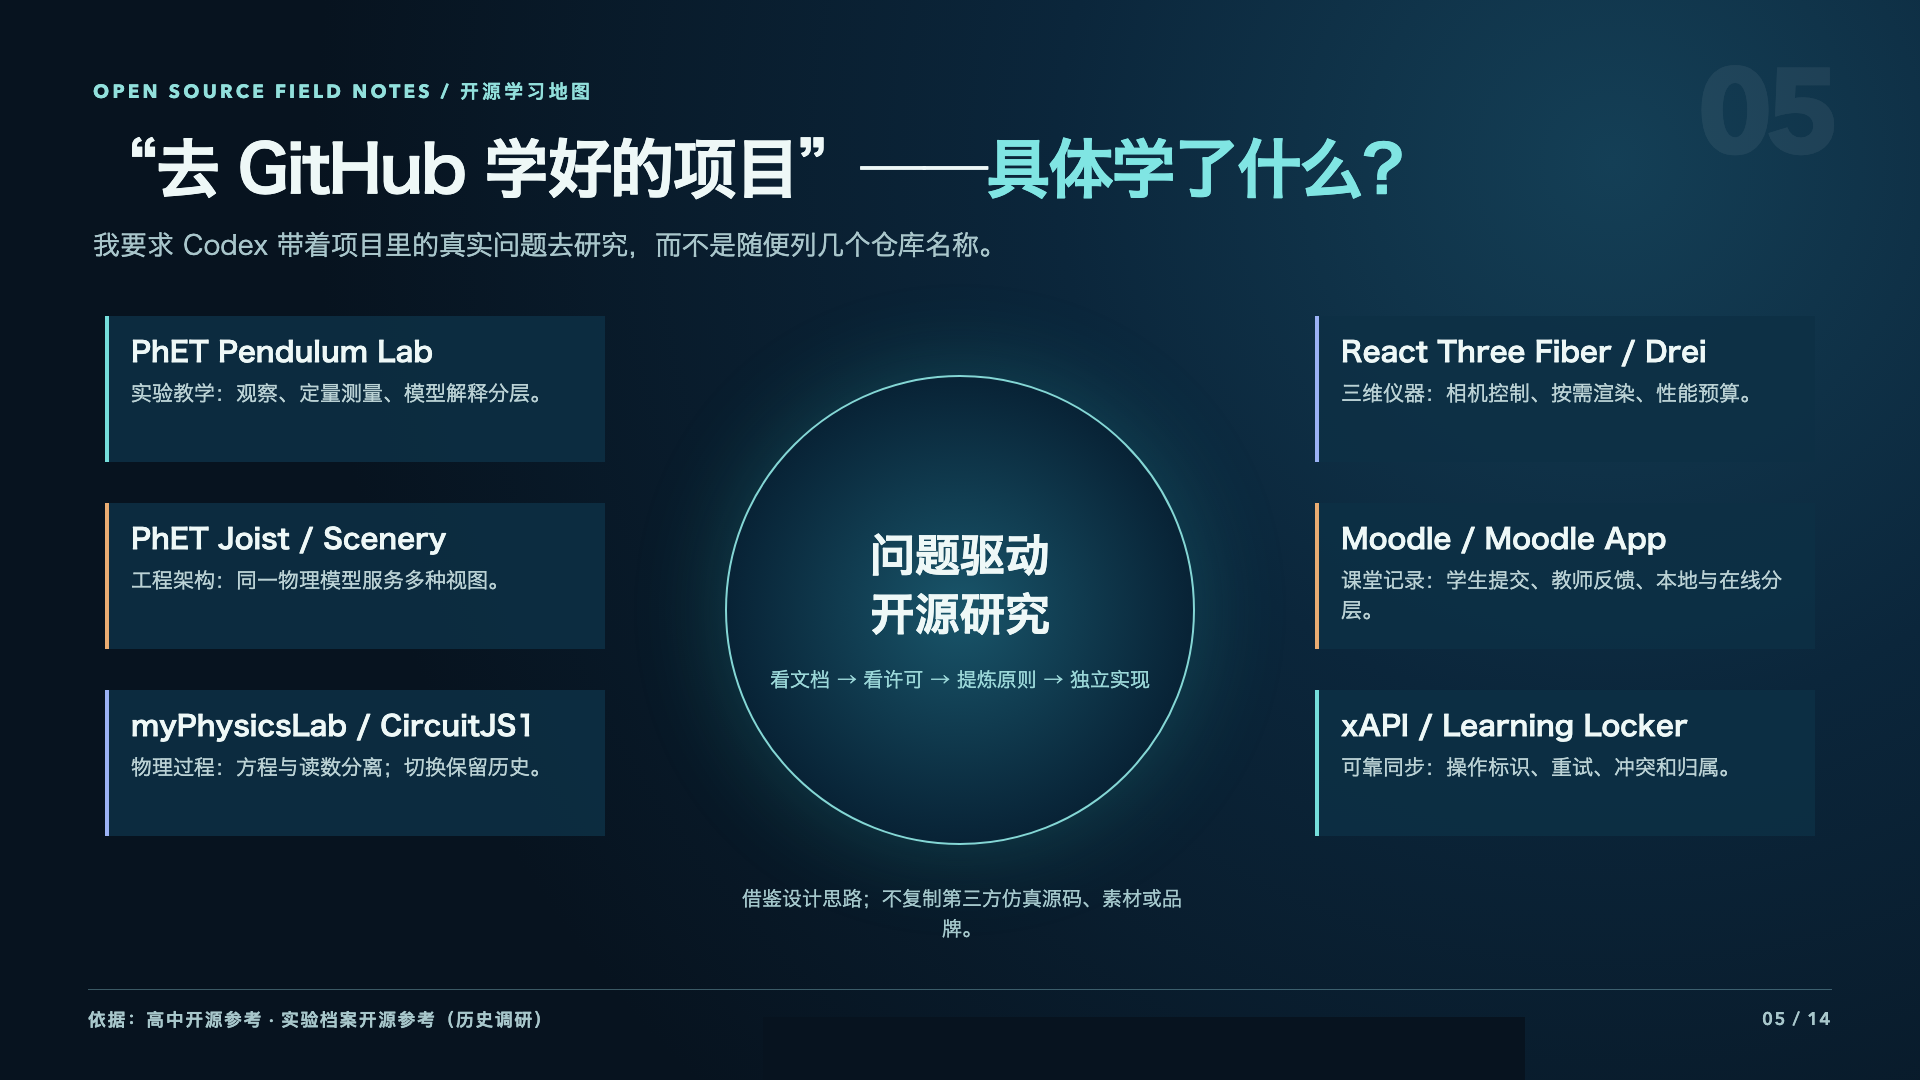 OPEN SOURCE FIELD NOTES / 开源学习地图
05
“去 GitHub 学好的项目”——具体学了什么？
我要求 Codex 带着项目里的真实问题去研究，而不是随便列几个仓库名称。
PhET Pendulum Lab
实验教学：观察、定量测量、模型解释分层。
PhET Joist / Scenery
工程架构：同一物理模型服务多种视图。
myPhysicsLab / CircuitJS1
物理过程：方程与读数分离；切换保留历史。
问题驱动
开源研究
看文档 → 看许可 → 提炼原则 → 独立实现
借鉴设计思路；不复制第三方仿真源码、素材或品
牌。
React Three Fiber / Drei
三维仪器：相机控制、按需渲染、性能预算。
Moodle / Moodle App
课堂记录：学生提交、教师反馈、本地与在线分
层。
xAPI / Learning Locker
可靠同步：操作标识、重试、冲突和归属。
依据：高中开源参考 · 实验档案开源参考（历史调研）
05 / 14